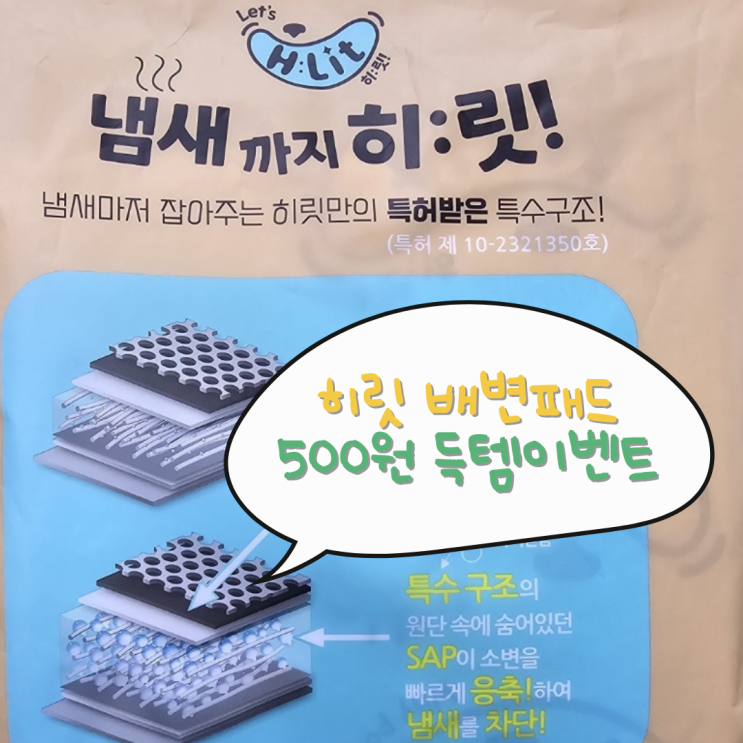 Let's
H:Lit
히:릿!
냄새까지 히:릿!
냄새마저 잡아주는 히릿만의 특허받은 특수구조!
(특허 제 10-2321350호)
히릿 배변패드
500원 득템이벤트
특수 구조의
원단 속에 숨어있던
SAP이 소변을
빠르게 응축!하여
냄새를 차단!